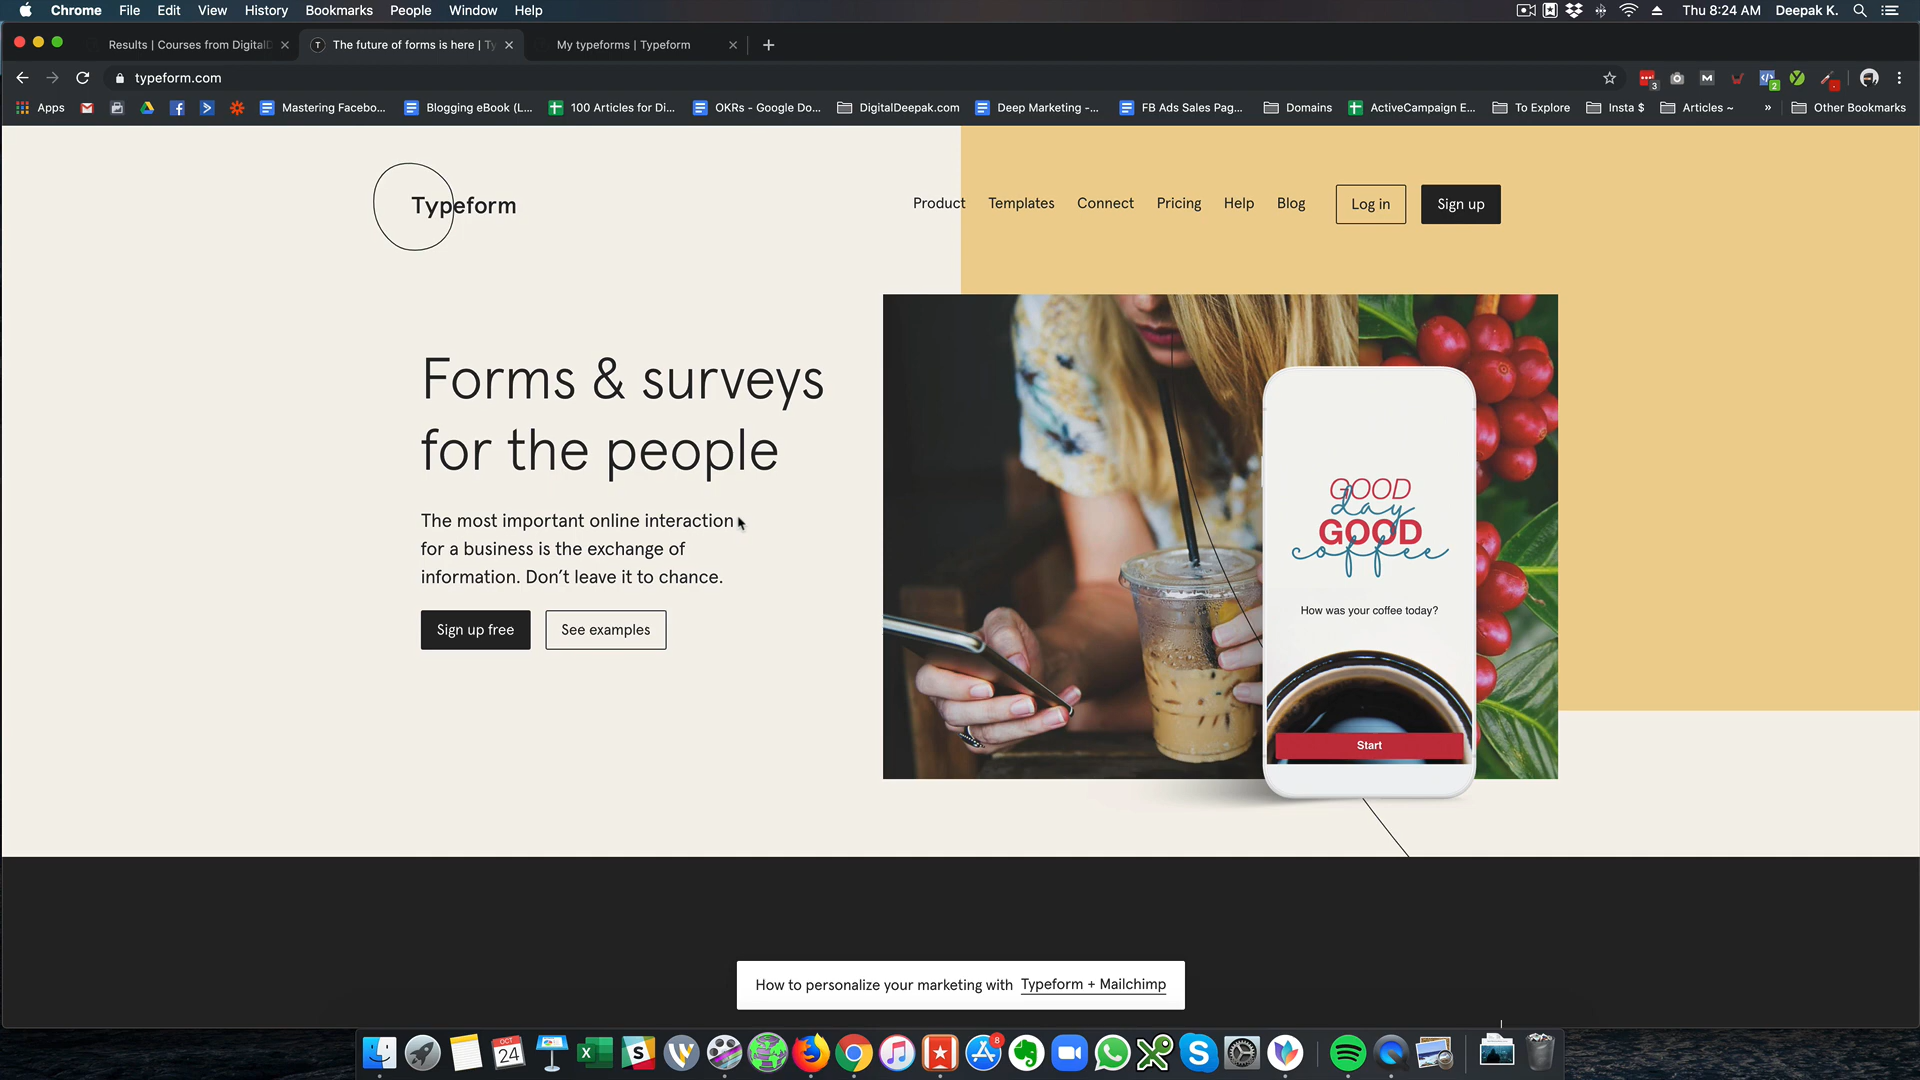 Chrome File Edit View History Bookmarks People Window Help Thu 8:24 AM Deepak K.
Results | Courses from Digital The future of forms is here | Ty My typeforms | Typeform
typeform.com
Apps Mastering Facebo... Blogging eBook (L... 100 Articles for Di... OKRs - Google Do... DigitalDeepak.com Deep Marketing -... FB Ads Sales Pag... Domains ActiveCampaign E... To Explore Insta $ Articles ~ » Other Bookmarks
Typeform
Product Templates Connect Pricing Help Blog Log in Sign up
Forms & surveys
for the people
The most important online interaction
for a business is the exchange of
information. Don’t leave it to chance.
Sign up free See examples
GOOD
day
GOOD
coffee
How was your coffee today?
Start
How to personalize your marketing with Typeform + Mailchimp
OCT
24
8